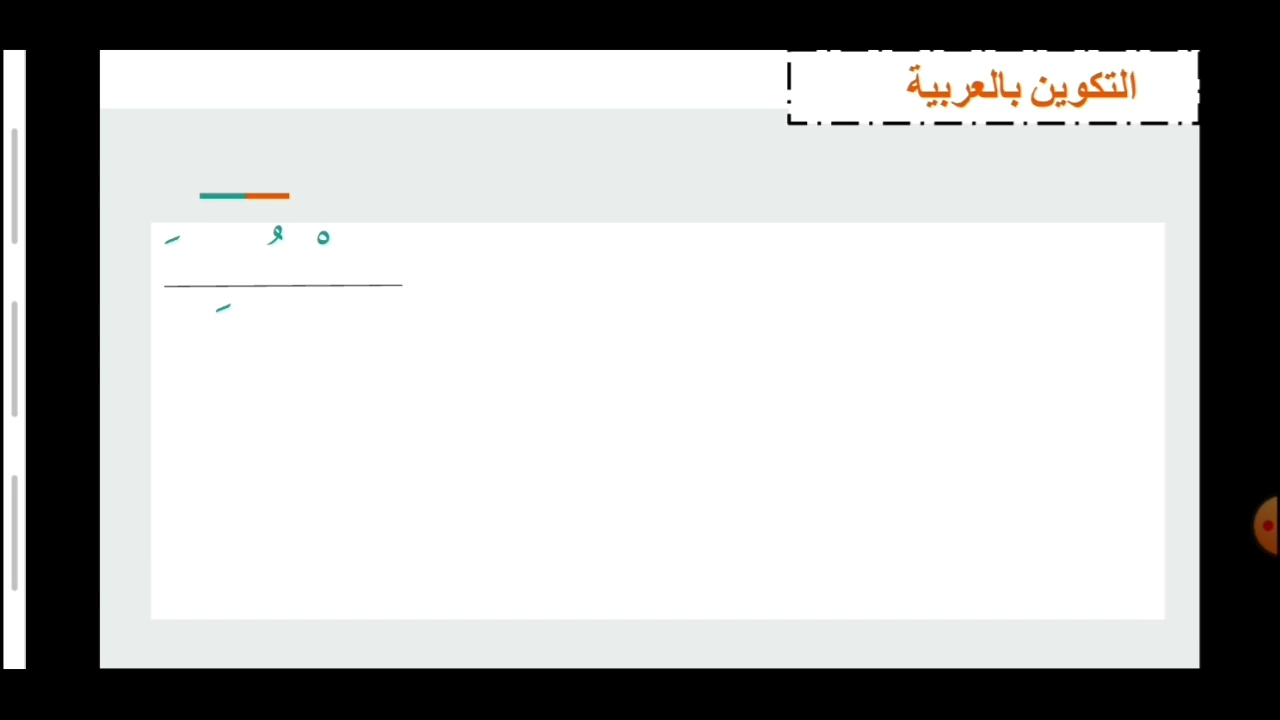 التكوين بالعربية
ْ ُ َ
ِ